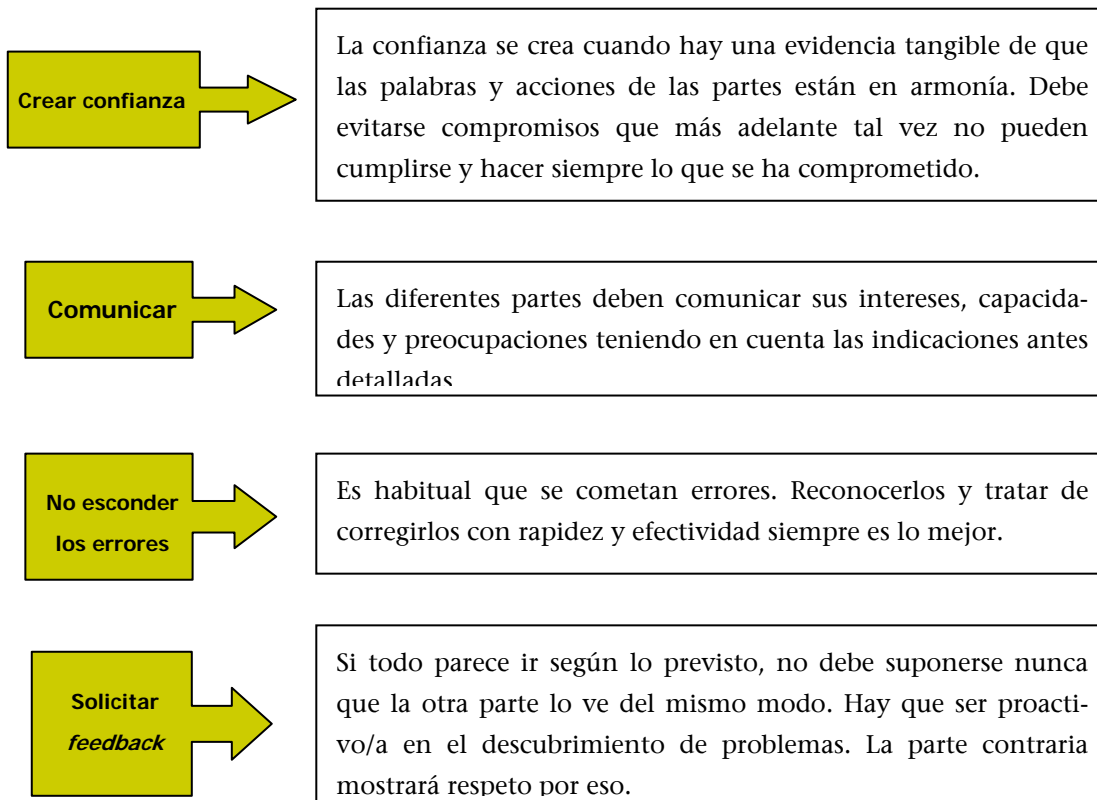 Crear confianza
La confianza se crea cuando hay una evidencia tangible de que
las palabras y acciones de las partes están en armonía. Debe
evitarse compromisos que más adelante tal vez no pueden
cumplirse y hacer siempre lo que se ha comprometido.
Comunicar
Las diferentes partes deben comunicar sus intereses, capacida-
des y preocupaciones teniendo en cuenta las indicaciones antes
detalladas
No esconder
los errores
Es habitual que se cometan errores. Reconocerlos y tratar de
corregirlos con rapidez y efectividad siempre es lo mejor.
Solicitar
feedback
Si todo parece ir según lo previsto, no debe suponerse nunca
que la otra parte lo ve del mismo modo. Hay que ser proacti-
vo/a en el descubrimiento de problemas. La parte contraria
mostrará respeto por eso.